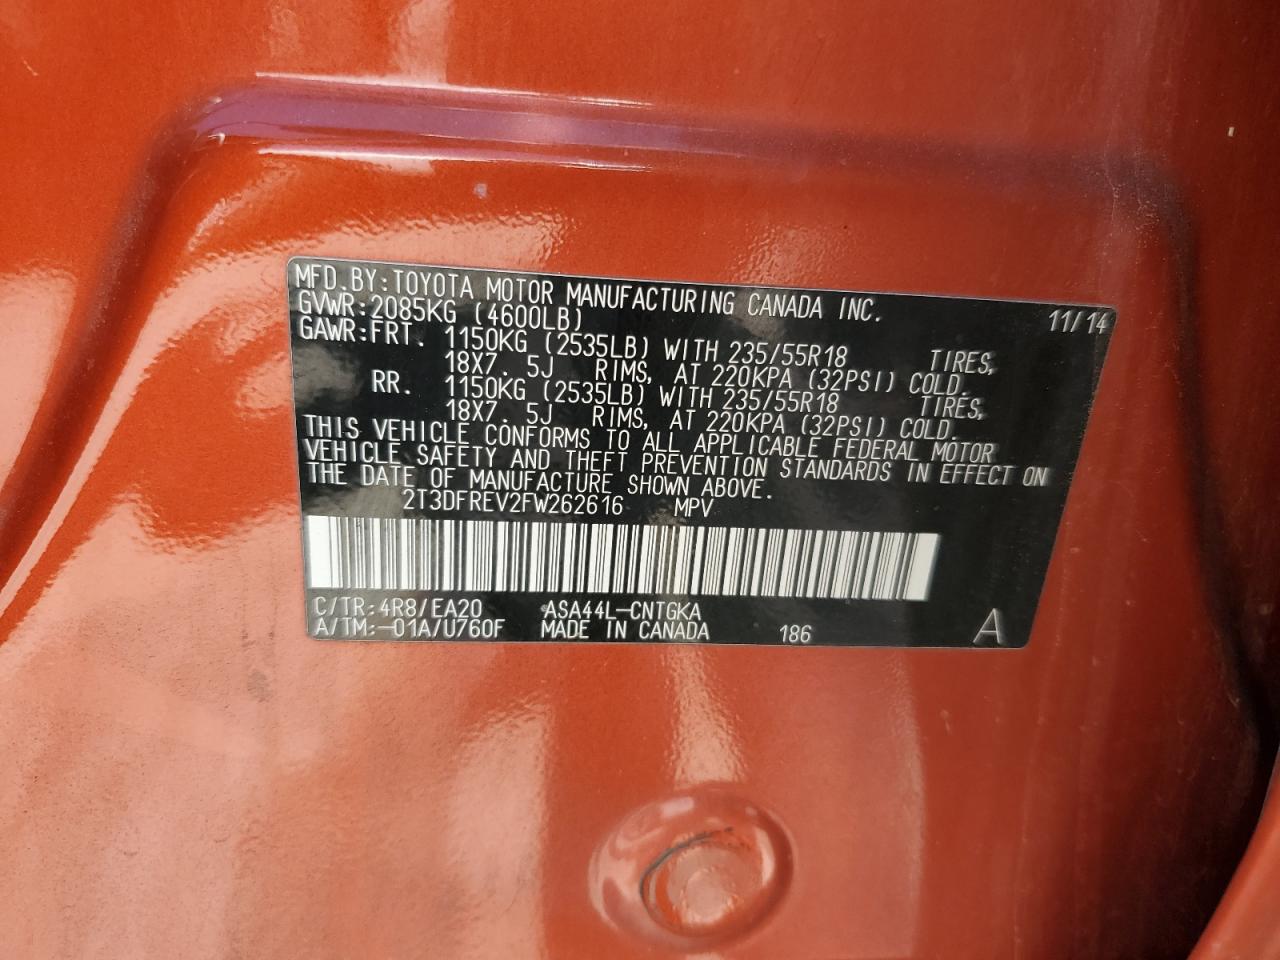 MFD.BY:TOYOTA MOTOR MANUFACTURING CANADA INC. 11/14
GVWR:2085KG (4600LB)
GAWR:FRT. 1150KG (2535LB) WITH 235/55R18 TIRES,
18X7.5J RIMS, AT 220KPA (32PSI) COLD.
RR. 1150KG (2535LB) WITH 235/55R18 TIRES,
18X7.5J RIMS, AT 220KPA (32PSI) COLD.
THIS VEHICLE CONFORMS TO ALL APPLICABLE FEDERAL MOTOR
VEHICLE SAFETY AND THEFT PREVENTION STANDARDS IN EFFECT ON
THE DATE OF MANUFACTURE SHOWN ABOVE.
2T3DFREV2FW262616 MPV
C/TR:4R8/EA20 ASA44L-CNTGKA
A/TM:-01A/U760F MADE IN CANADA 186 A